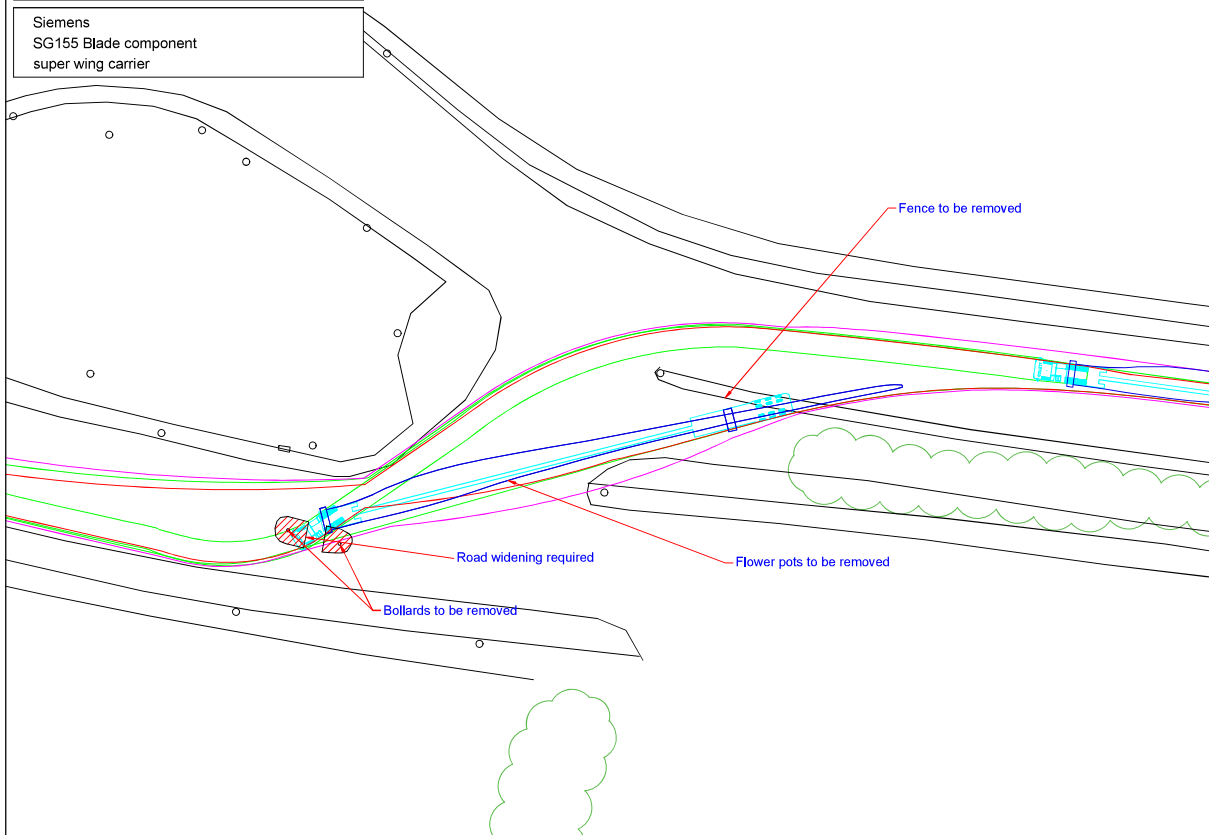 Siemens
SG155 Blade component
super wing carrier
Fence to be removed
Road widening required
Flower pots to be removed
Bollards to be removed